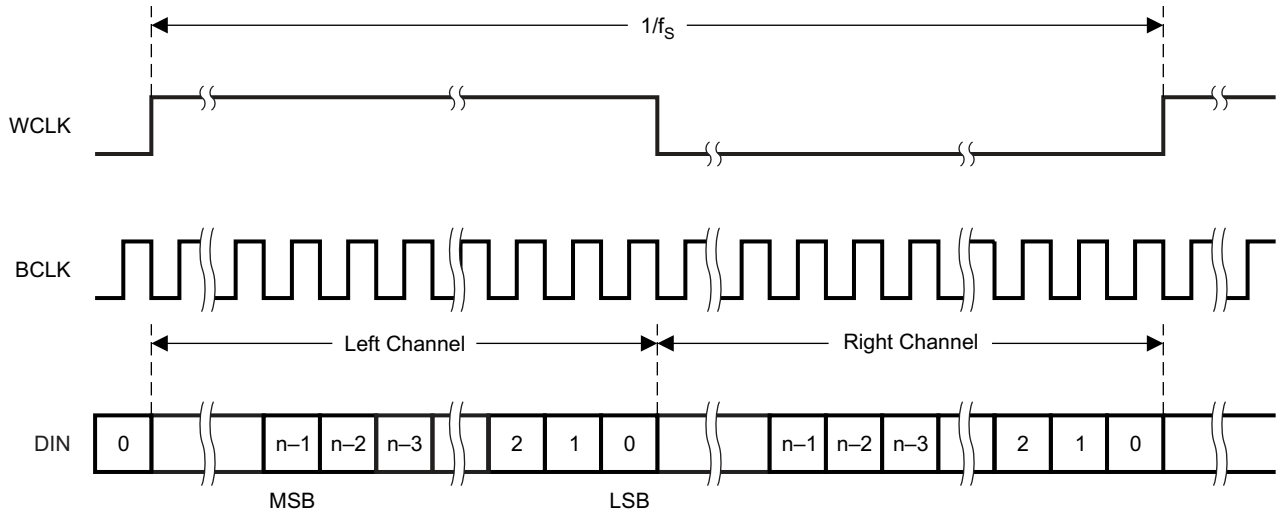 1/fS
WCLK
BCLK
Left Channel
Right Channel
DIN
0 n–1 n–2 n–3 2 1 0 n–1 n–2 n–3 2 1 0
MSB LSB